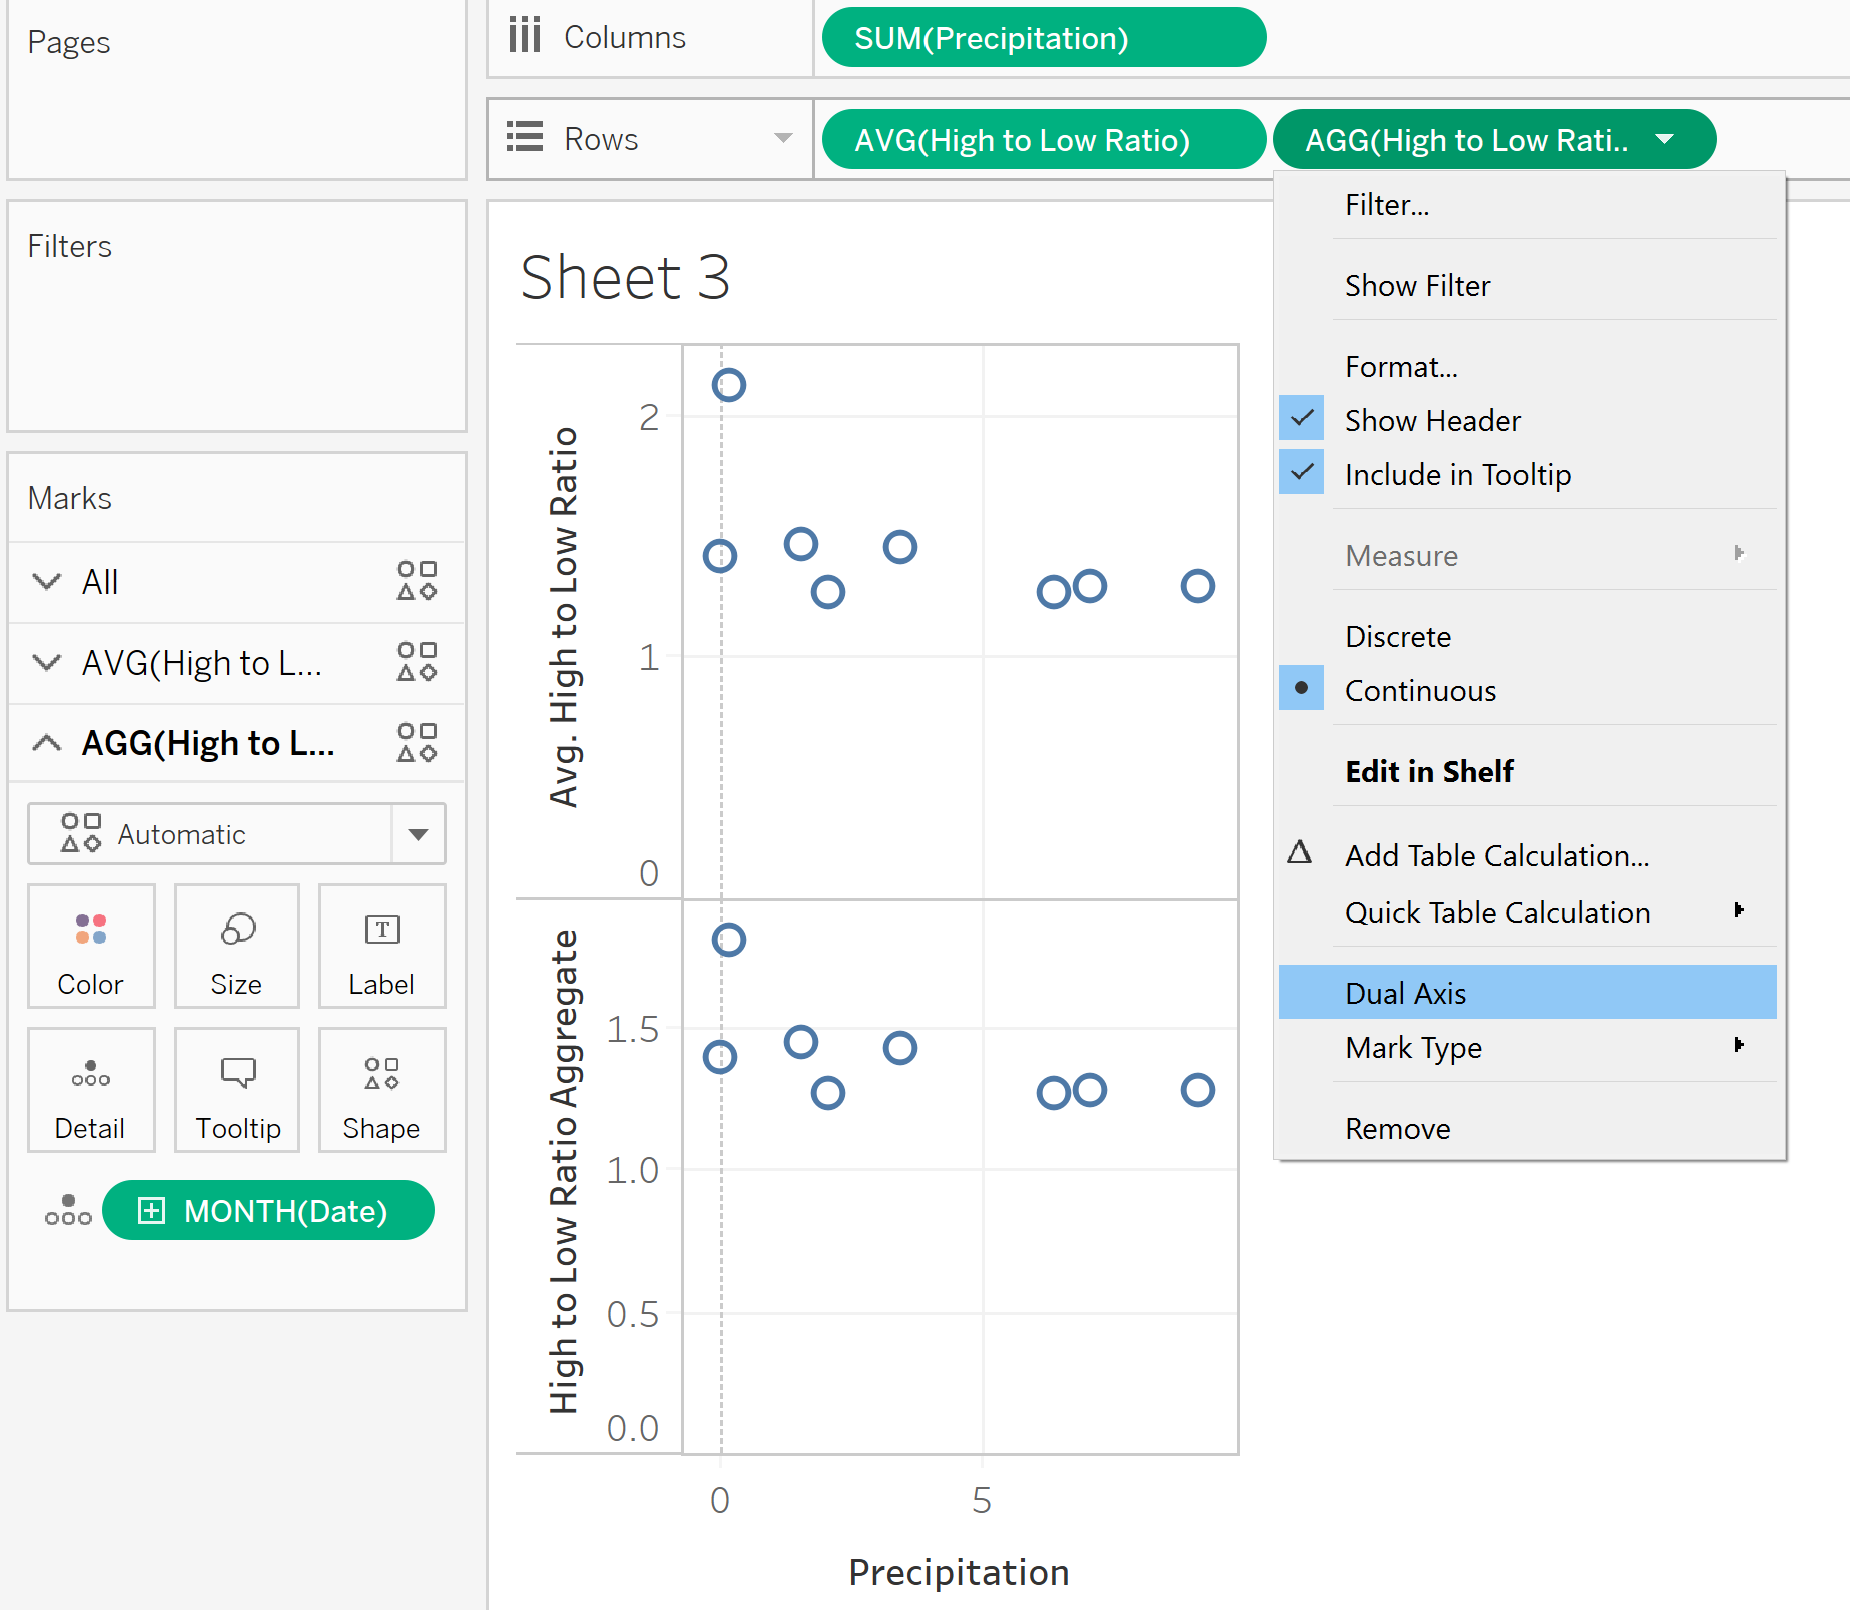 Pages
Columns
SUM(Precipitation)
Rows
AVG(High to Low Ratio)
AGG(High to Low Rati..
Filters
Marks
All
AVG(High to L...
AGG(High to L...
Automatic
Color
Size
Label
T
Detail
Tooltip
Shape
MONTH(Date)
Sheet 3
Avg. High to Low Ratio
2
1
0
High to Low Ratio Aggregate
1.5
1.0
0.5
0.0
0
5
Precipitation
Filter...
Show Filter
Format...
Show Header
Include in Tooltip
Measure
Discrete
Continuous
Edit in Shelf
Add Table Calculation...
Quick Table Calculation
Dual Axis
Mark Type
Remove